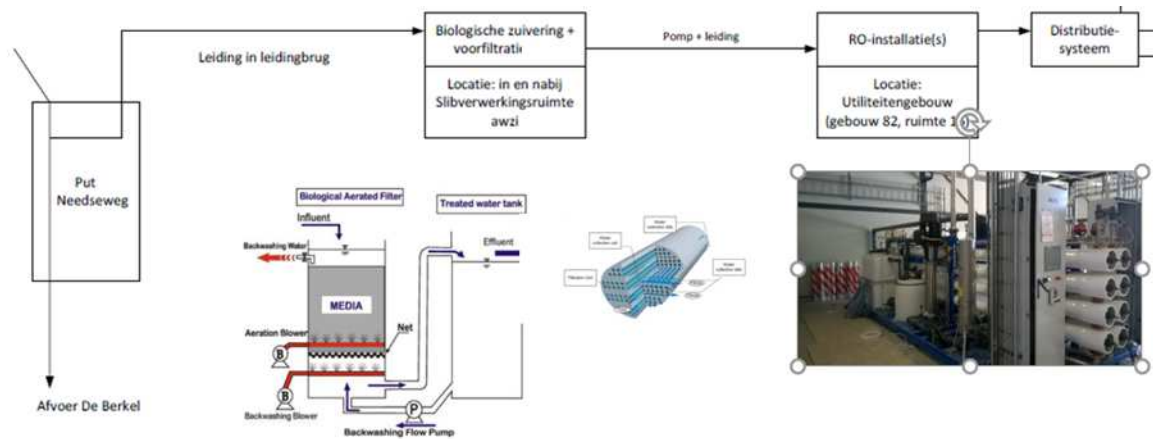 Biologische zuivering +
voorfiltratie
Locatie: in en nabij
Slibverwerkingsruimte
awzi
Leiding in leidingbrug
Pomp + leiding
RO-installatie(s)
Locatie:
Utiliteitengebouw
(gebouw 82, ruimte
Distributie-
systeem
Put
Needseweg
Afvoer De Berkel
Biological Aerated Filter
Treated water tank
Influent
Effluent
Backwashing Water
MEDIA
Net
Aeration Blower
B
B
Backwashing Blower
P
Backwashing Flow Pump